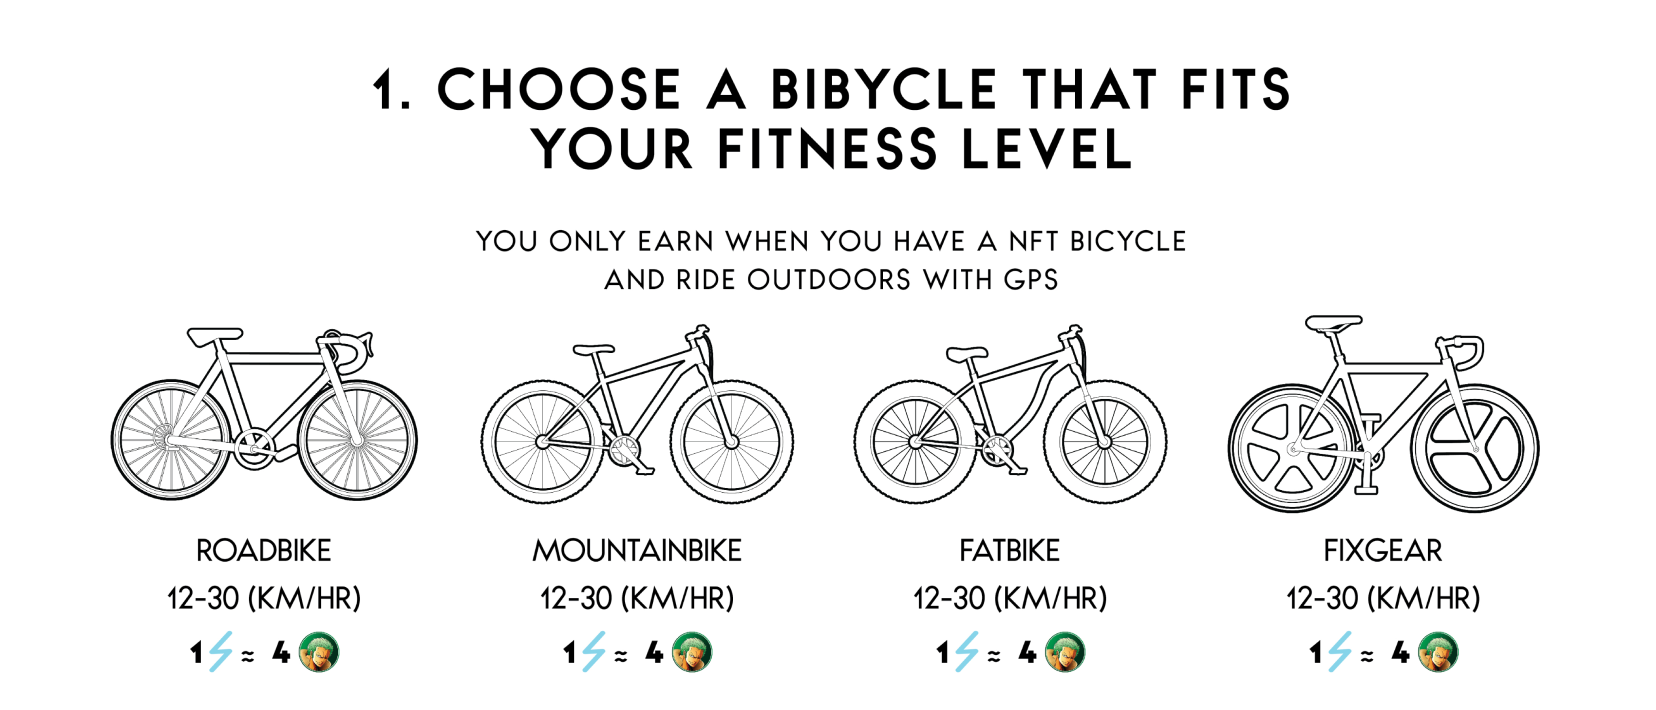 1. CHOOSE A BIBYCLE THAT FITS
YOUR FITNESS LEVEL
YOU ONLY EARN WHEN YOU HAVE A NFT BICYCLE
AND RIDE OUTDOORS WITH GPS
ROADBIKE MOUNTAINBIKE FATBIKE FIXGEAR
12-30 (KM/HR) 12-30 (KM/HR) 12-30 (KM/HR) 12-30 (KM/HR)
1 ≈ 4 1 ≈ 4 1 ≈ 4 1 ≈ 4